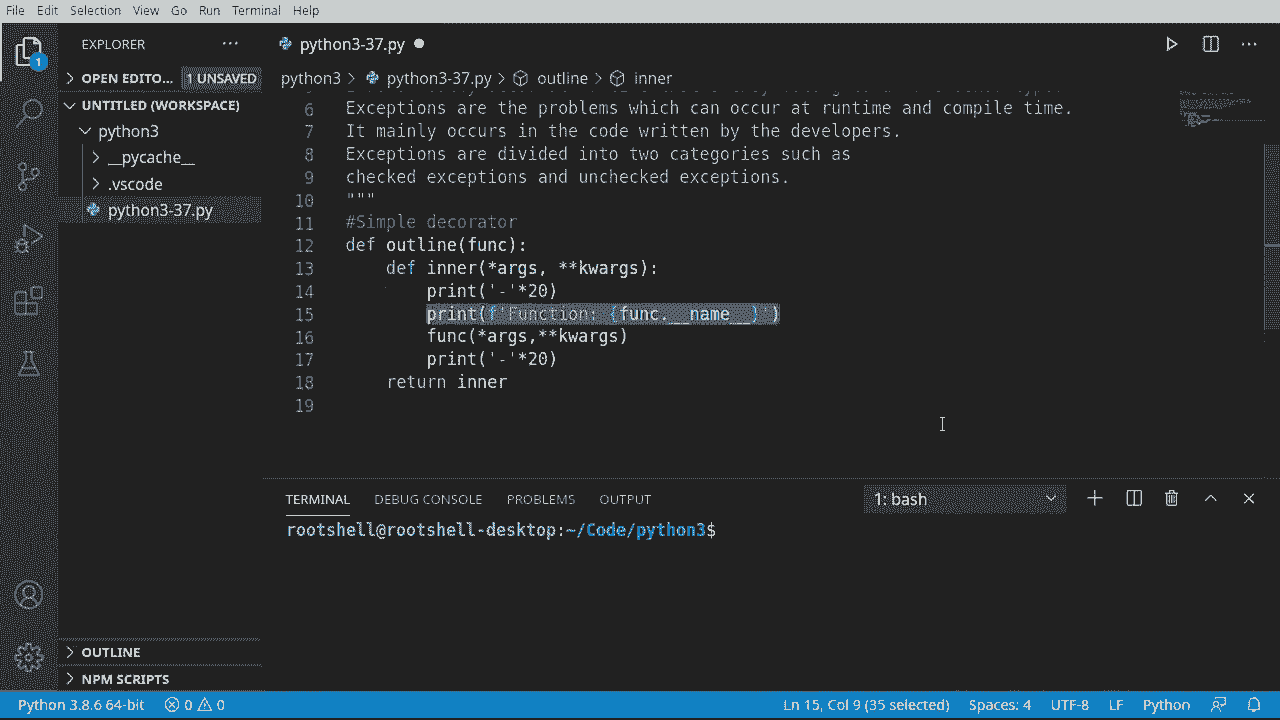 File Edit Selection View Go Run Terminal Help
EXPLORER
python3-37.py
1
OPEN EDITO... 1 UNSAVED
python3 > python3-37.py > outline > inner
UNTITLED (WORKSPACE)
python3
__pycache__
.vscode
python3-37.py
6 Exceptions are the problems which can occur at runtime and compile time.
7 It mainly occurs in the code written by the developers.
8 Exceptions are divided into two categories such as
9 checked exceptions and unchecked exceptions.
10 """
11 #Simple decorator
12 def outline(func):
13 def inner(*args, **kwargs):
14 print('-'*20)
15 print(f'Function: {func.__name__}')
16 func(*args,**kwargs)
17 print('-'*20)
18 return inner
19
TERMINAL DEBUG CONSOLE PROBLEMS OUTPUT 1: bash
rootshell@rootshell-desktop:~/Code/python3$
OUTLINE
NPM SCRIPTS
Python 3.8.6 64-bit 0 0 Ln 15, Col 9 (35 selected) Spaces: 4 UTF-8 LF Python